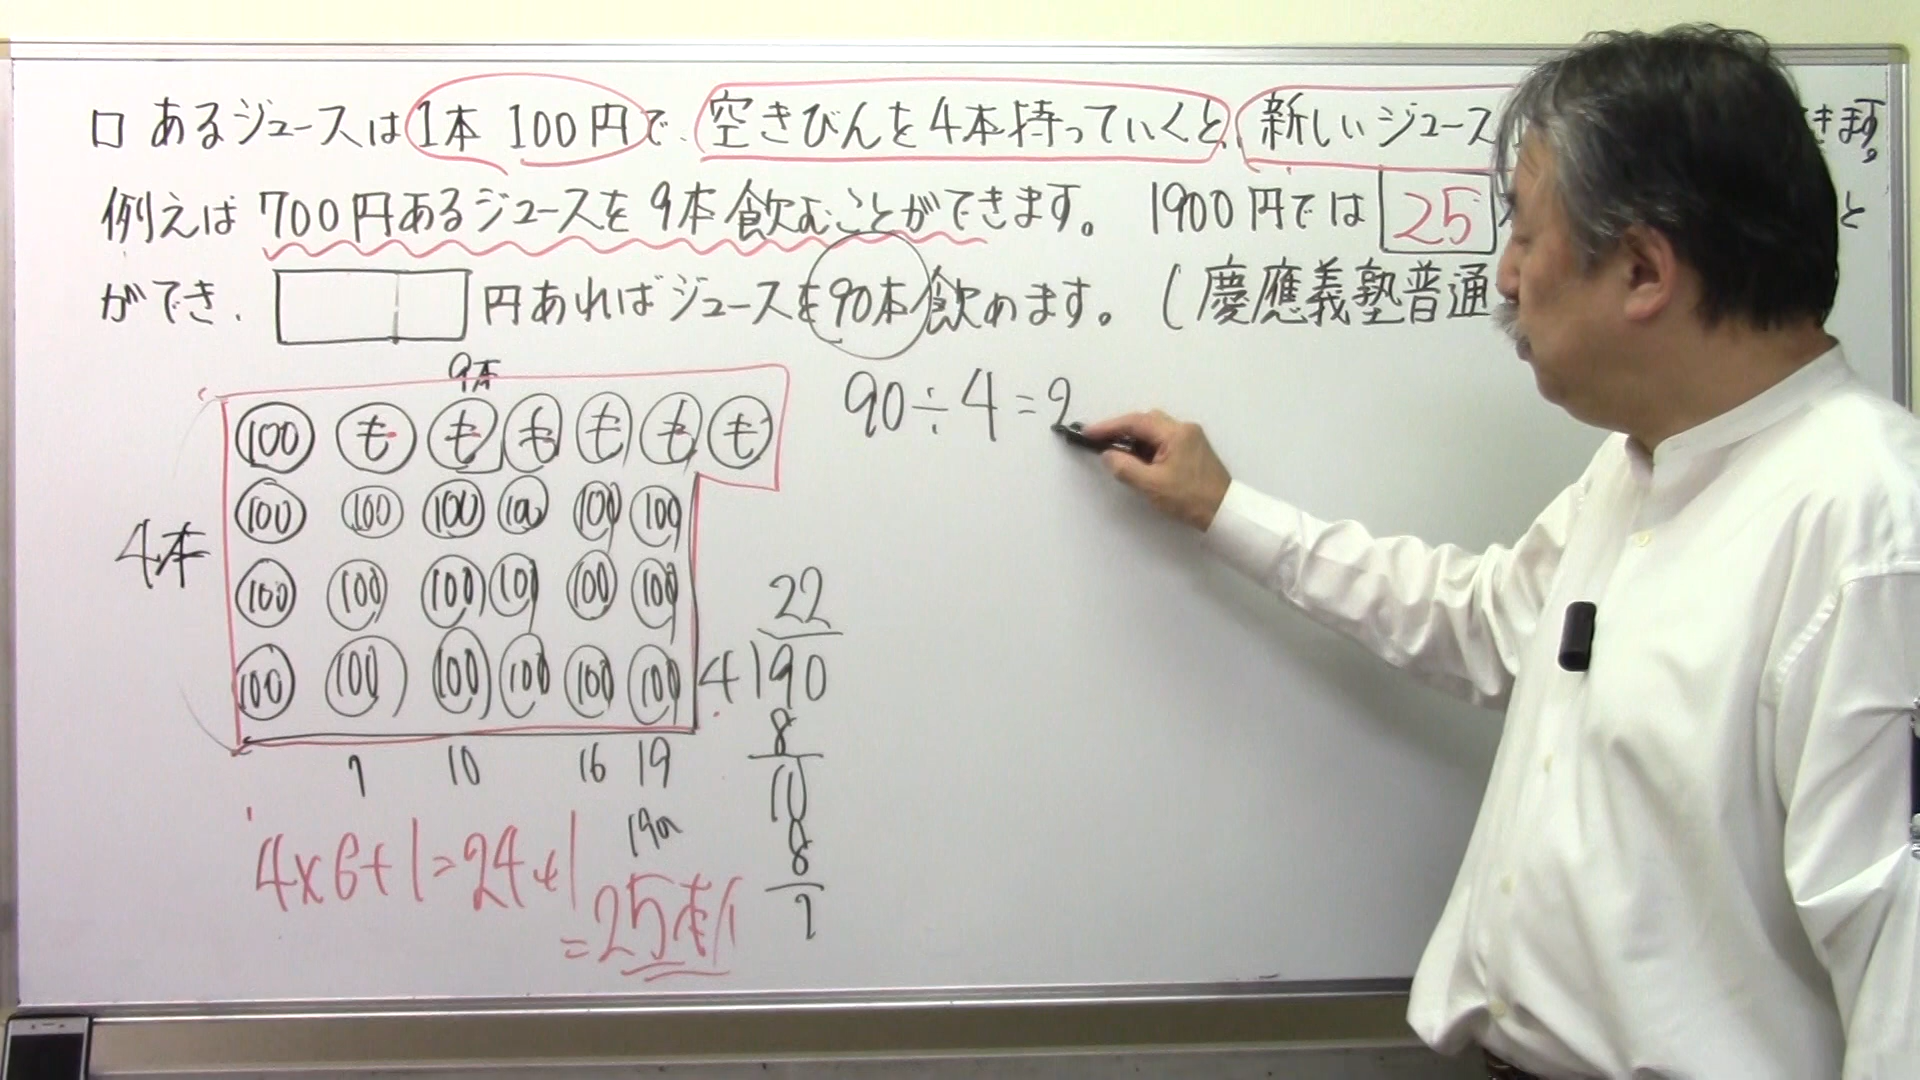 □ あるジュースは1本 100円で、空きびんを4本持っていくと、新しいジュース きます。
例えば 700円あるジュースを 9本飲むことができます。 1900円では 25 と
ができ、 円あればジュースを90本飲めます。 (慶應義塾普通
9本
4本
100 も も も も も も
100 100 100 100 100 100
100 100 100 100 100 100
100 100 100 100 100 100
7 10 16 19
4×6+1=24+1
=25本
90÷4=2
22
4)90
8
10
8